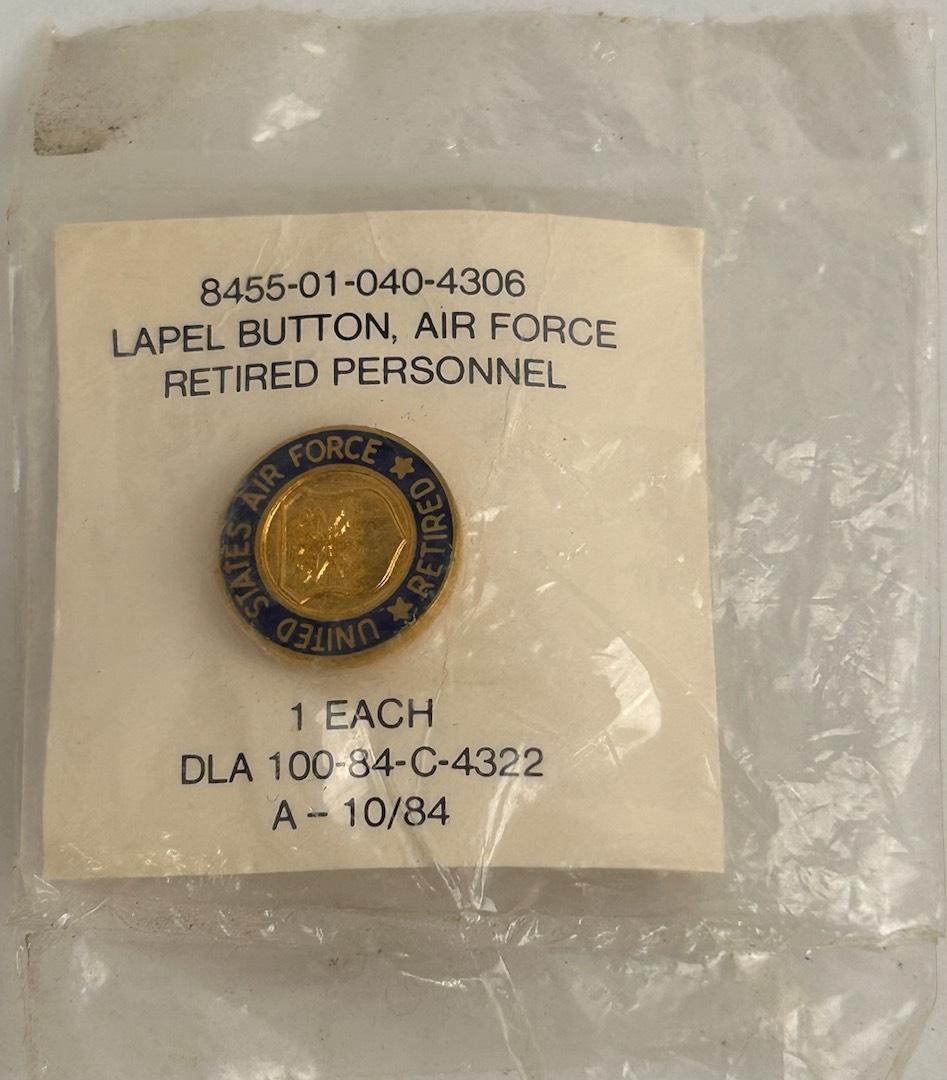 8455-01-040-4306
LAPEL BUTTON, AIR FORCE
RETIRED PERSONNEL
UNITED STATES AIR FORCE ★ RETIRED ★
1 EACH
DLA 100-84-C-4322
A - 10/84